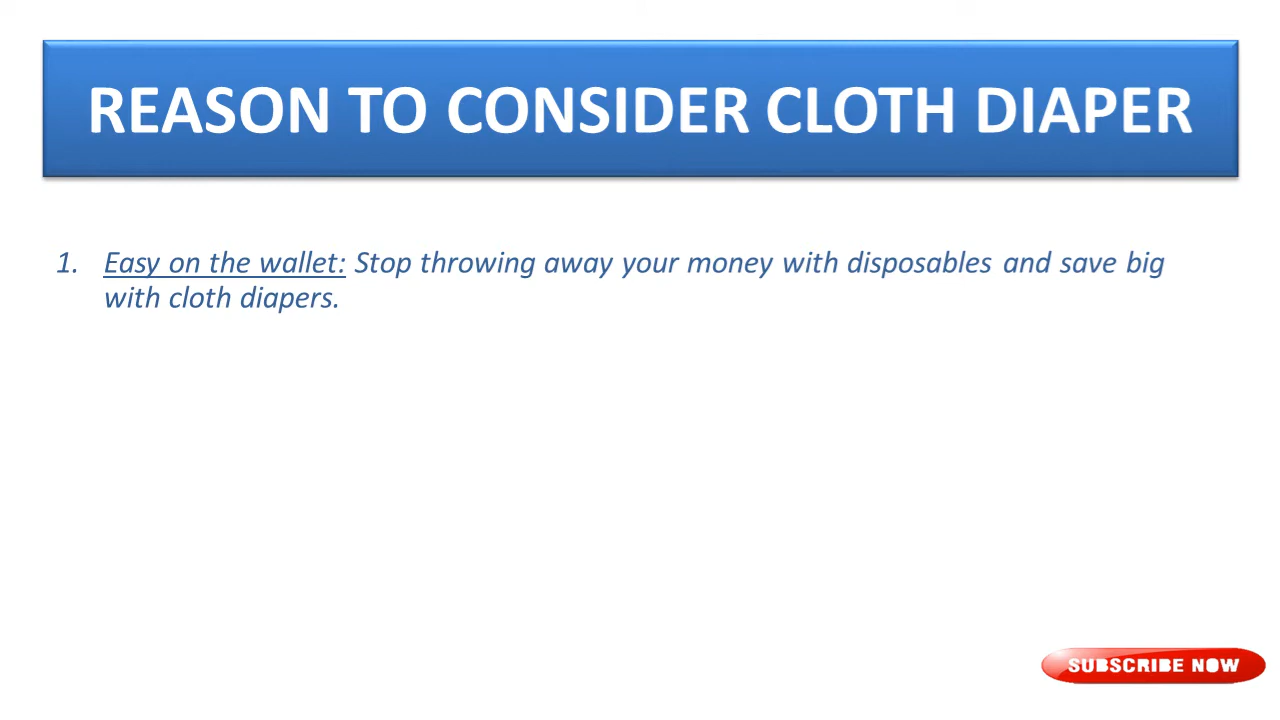 REASON TO CONSIDER CLOTH DIAPER
1. Easy on the wallet: Stop throwing away your money with disposables and save big
with cloth diapers.
SUBSCRIBE NOW